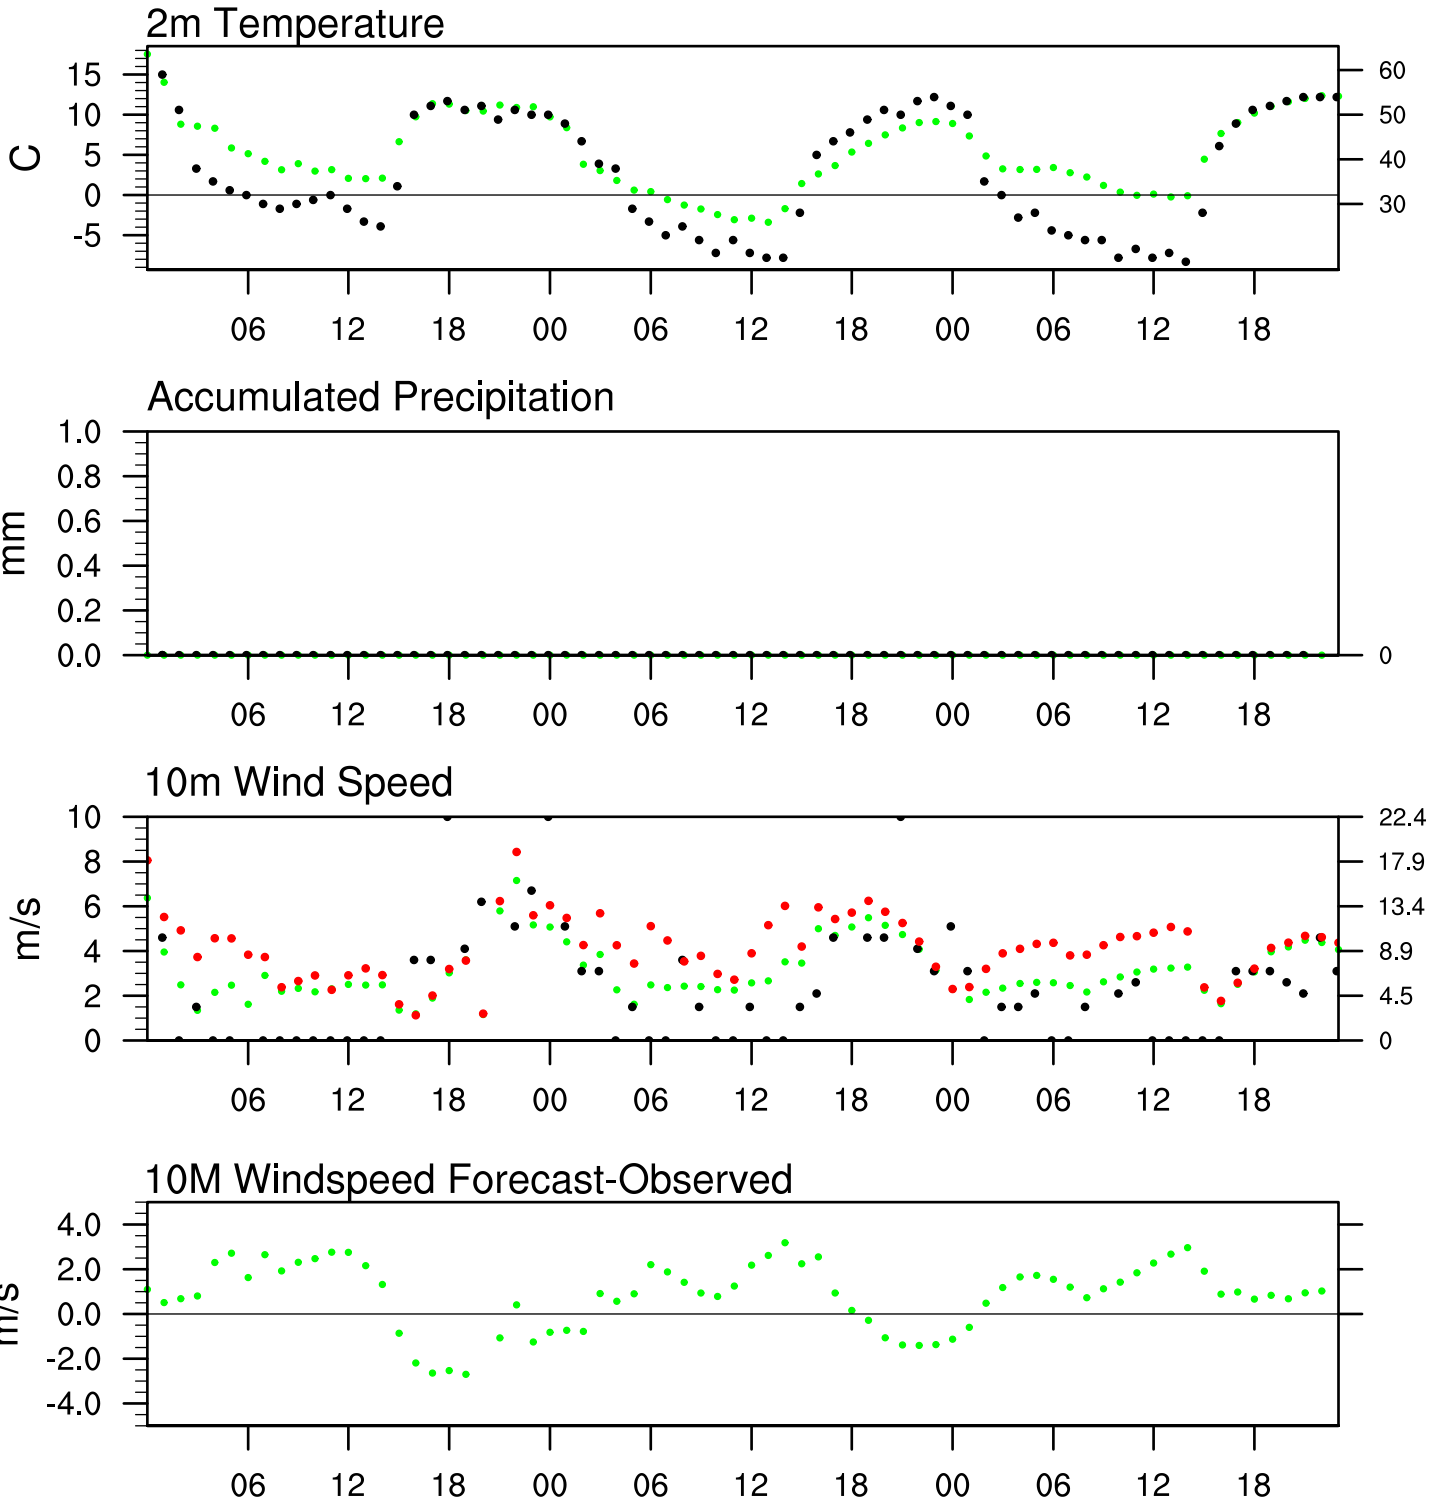 2m Temperature
15
10
5
0
-5
C
60
50
40
30
06 12 18 00 06 12 18 00 06 12 18
Accumulated Precipitation
1.0
0.8
0.6
0.4
0.2
0.0
mm
0
06 12 18 00 06 12 18 00 06 12 18
10m Wind Speed
10
8
6
4
2
0
m/s
22.4
17.9
13.4
8.9
4.5
0
06 12 18 00 06 12 18 00 06 12 18
10M Windspeed Forecast-Observed
4.0
2.0
0.0
-2.0
-4.0
m/s
06 12 18 00 06 12 18 00 06 12 18